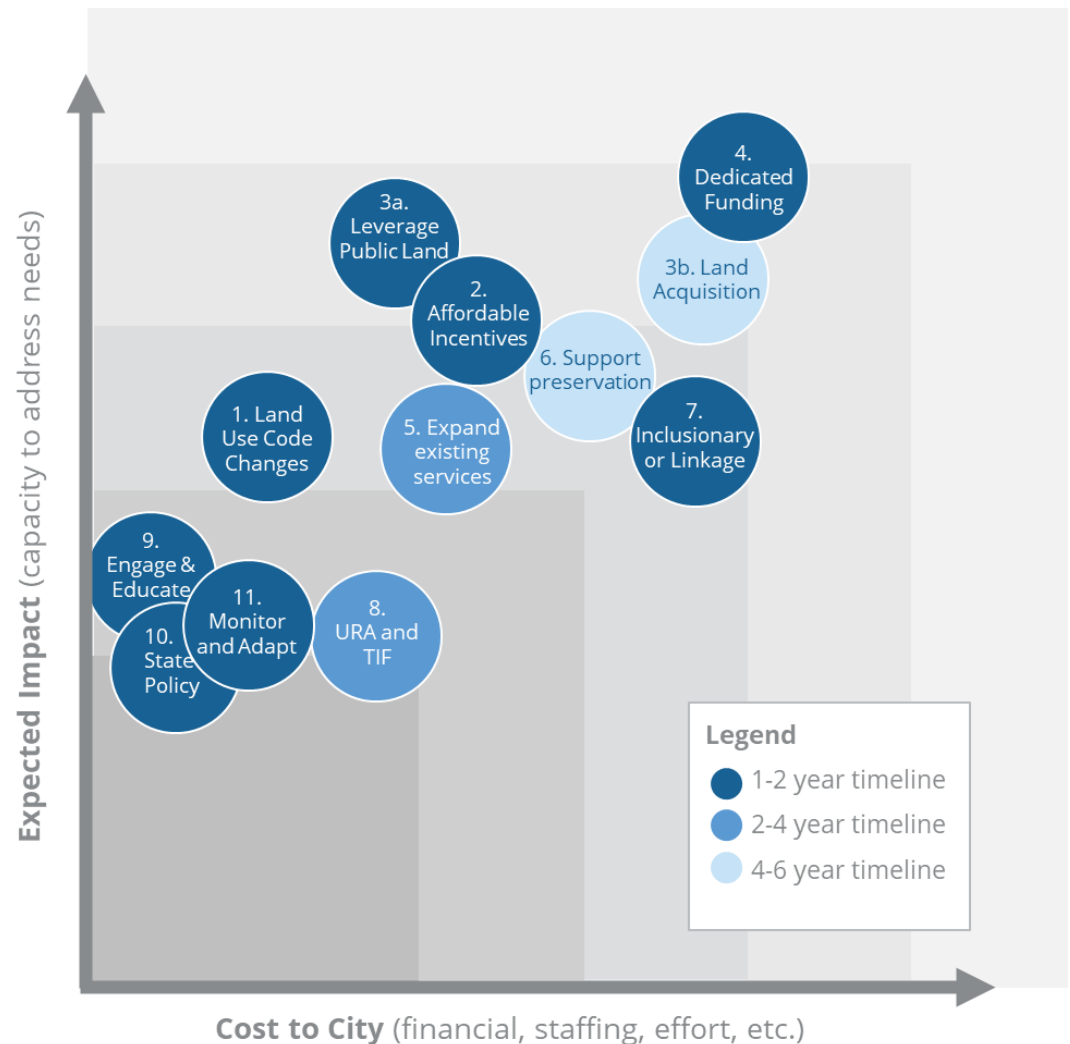 Expected Impact (capacity to address needs)
4.
Dedicated
Funding
3a.
Leverage
Public Land
3b. Land
Acquisition
2.
Affordable
Incentives
6. Support
preservation
1. Land
Use Code
Changes
5. Expand
existing
services
7.
Inclusionary
or Linkage
9.
Engage &
Educate
11.
Monitor
and Adapt
8.
URA and
TIF
10.
State
Policy
Legend
1-2 year timeline
2-4 year timeline
4-6 year timeline
Cost to City (financial, staffing, effort, etc.)